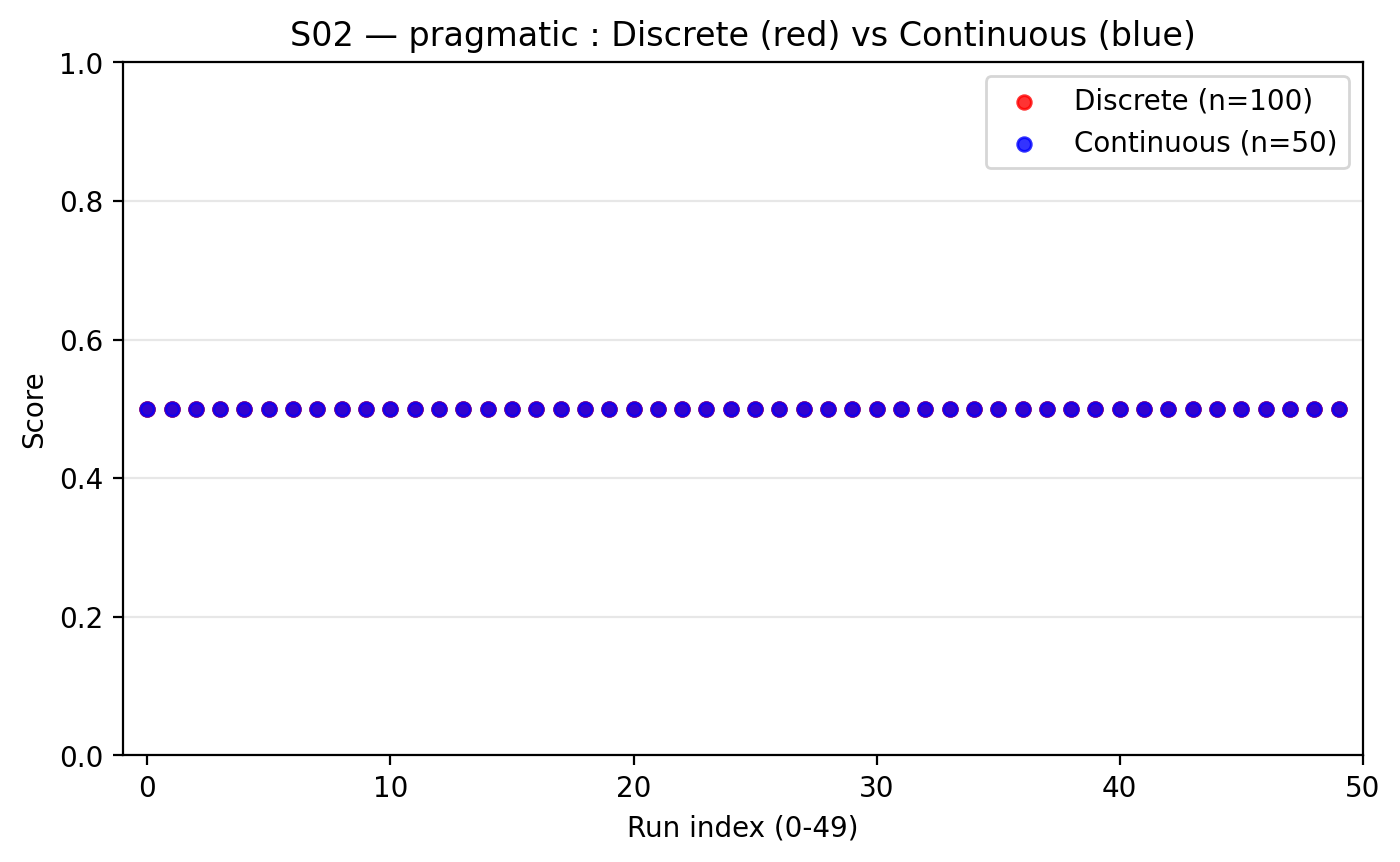 S02 — pragmatic : Discrete (red) vs Continuous (blue)
Discrete (n=100)
Continuous (n=50)
1.0
0.8
0.6
0.4
0.2
0.0
Score
0 10 20 30 40 50
Run index (0-49)